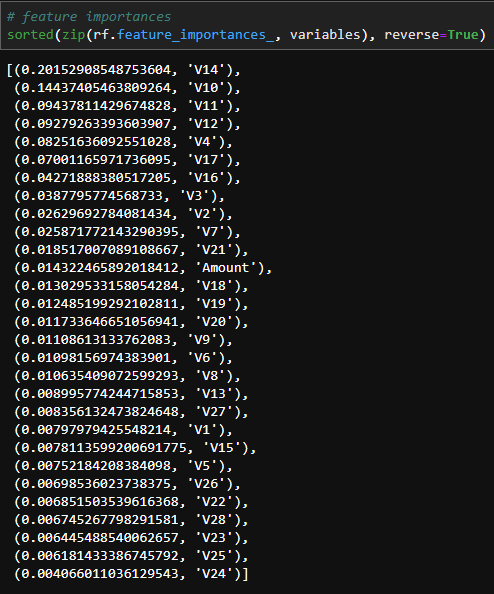 # feature importances
sorted(zip(rf.feature_importances_, variables), reverse=True)
[(0.20152908548753604, 'V14'),
(0.14437405463809264, 'V10'),
(0.09437811429674828, 'V11'),
(0.09279263393603907, 'V12'),
(0.08251636092551028, 'V4'),
(0.07001165971736095, 'V17'),
(0.04271888380517205, 'V16'),
(0.0387795774568733, 'V3'),
(0.02629692784081434, 'V2'),
(0.025871772143290395, 'V7'),
(0.018517007089108667, 'V21'),
(0.014322465892018412, 'Amount'),
(0.013029533158054284, 'V18'),
(0.012485199292102811, 'V19'),
(0.011733646651056941, 'V20'),
(0.01108613133762083, 'V9'),
(0.01098156974383901, 'V6'),
(0.010635409072599293, 'V8'),
(0.008995774244715853, 'V13'),
(0.008356132473824648, 'V27'),
(0.00797979425548214, 'V1'),
(0.0078113599200691775, 'V15'),
(0.00752184208384098, 'V5'),
(0.00698536023738375, 'V26'),
(0.006851503539616368, 'V22'),
(0.006745267798291581, 'V28'),
(0.006445488540062657, 'V23'),
(0.006181433386745792, 'V25'),
(0.004066011036129543, 'V24')]